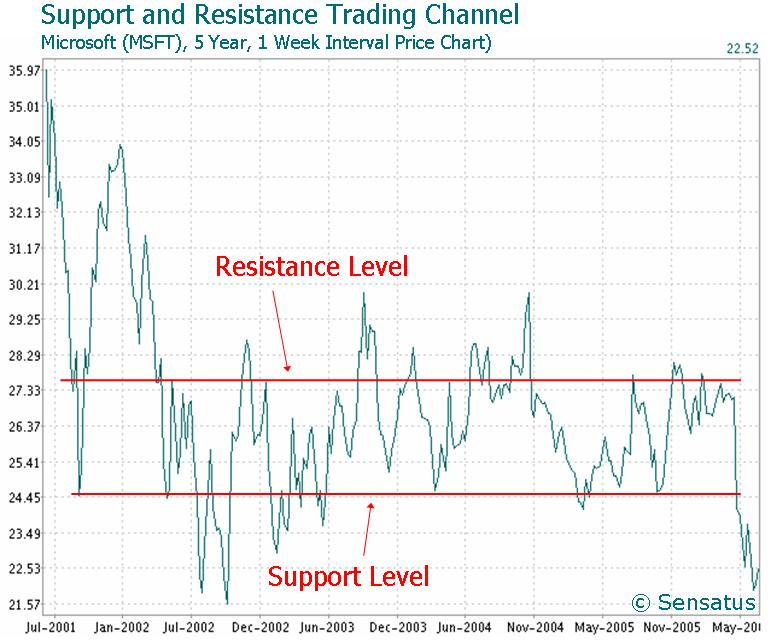 Support and Resistance Trading Channel
Microsoft (MSFT), 5 Year, 1 Week Interval Price Chart)
22.52
35.97
35.01
34.05
33.09
32.13
31.17
30.21
29.25
28.29
27.33
26.37
25.41
24.45
23.49
22.53
21.57
Resistance Level
Support Level
© Sensatus
Jul-2001 Jan-2002 Jul-2002 Dec-2002 Jun-2003 Dec-2003 Jun-2004 Nov-2004 May-2005 Nov-2005 May-200